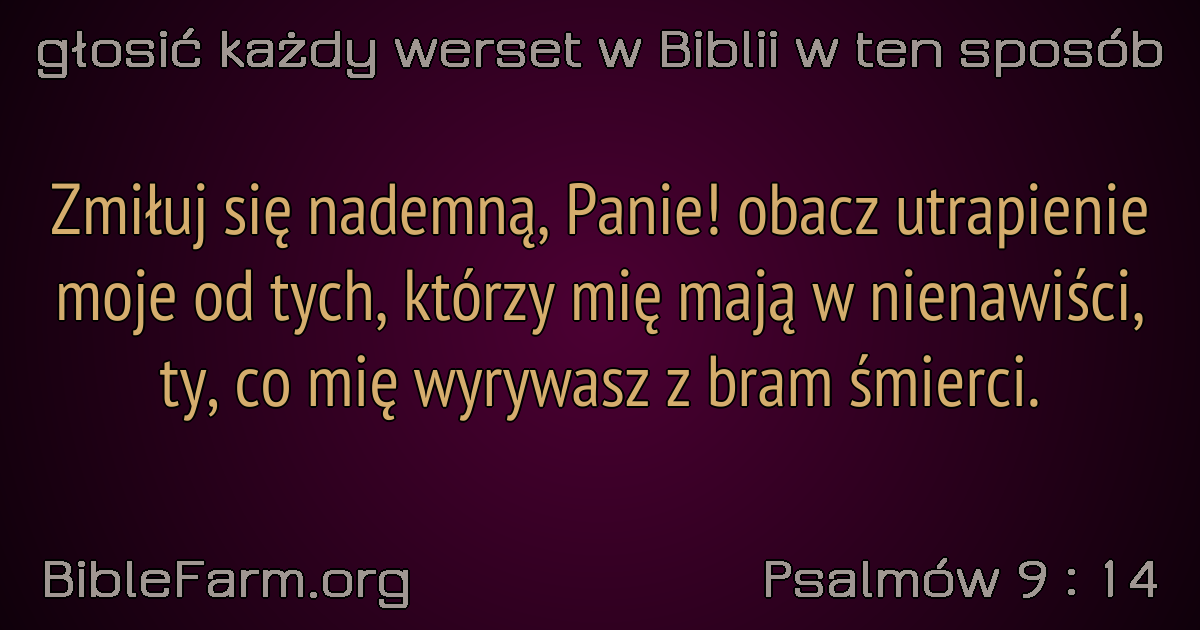 głosić każdy werset w Biblii w ten sposób
Zmiłuj się nademną, Panie! obacz utrapienie
moje od tych, którzy mię mają w nienawiści,
ty, co mię wyrywasz z bram śmierci.
BibleFarm.org
Psalmów 9 : 14